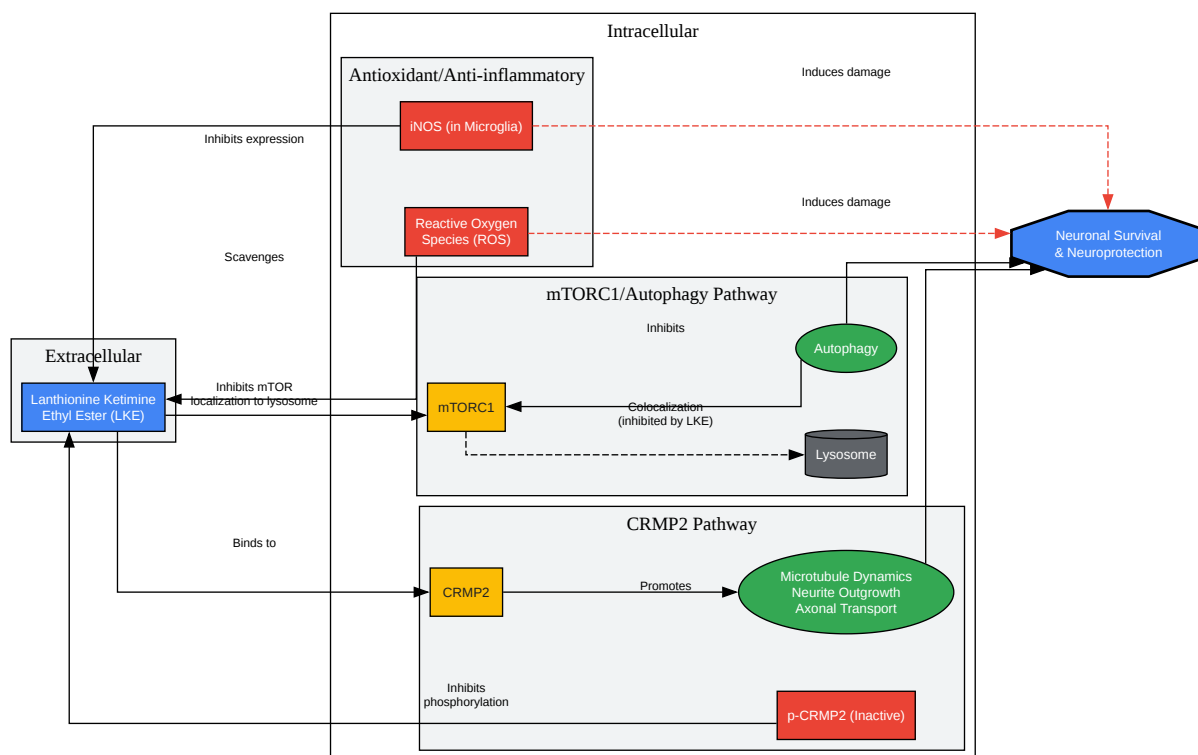 Intracellular
Antioxidant/Anti-inflammatory
Induces damage
iNOS (in Microglia)
Inhibits expression
Induces damage
Reactive Oxygen
Species (ROS)
Neuronal Survival
& Neuroprotection
Scavenges
mTORC1/Autophagy Pathway
Inhibits
Autophagy
Extracellular
Lanthionine Ketimine
Ethyl Ester (LKE)
Inhibits mTOR
localization to lysosome
mTORC1
Colocalization
(inhibited by LKE)
Lysosome
CRMP2 Pathway
Binds to
CRMP2
Promotes
Microtubule Dynamics
Neurite Outgrowth
Axonal Transport
Inhibits
phosphorylation
p-CRMP2 (Inactive)